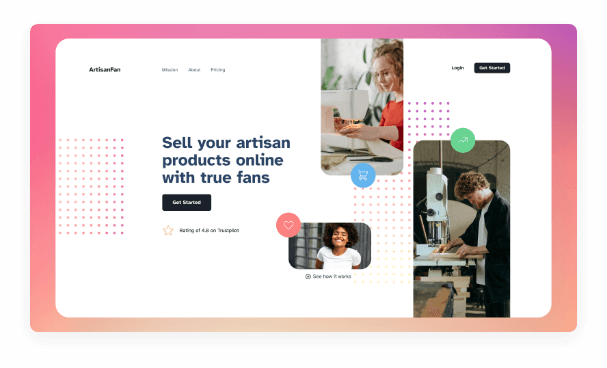 ArtisanFan
Mission About Pricing
Login Get Started
Sell your artisan
products online
with true fans
Get Started
Rating of 4.8 on Trustpilot
See how it works